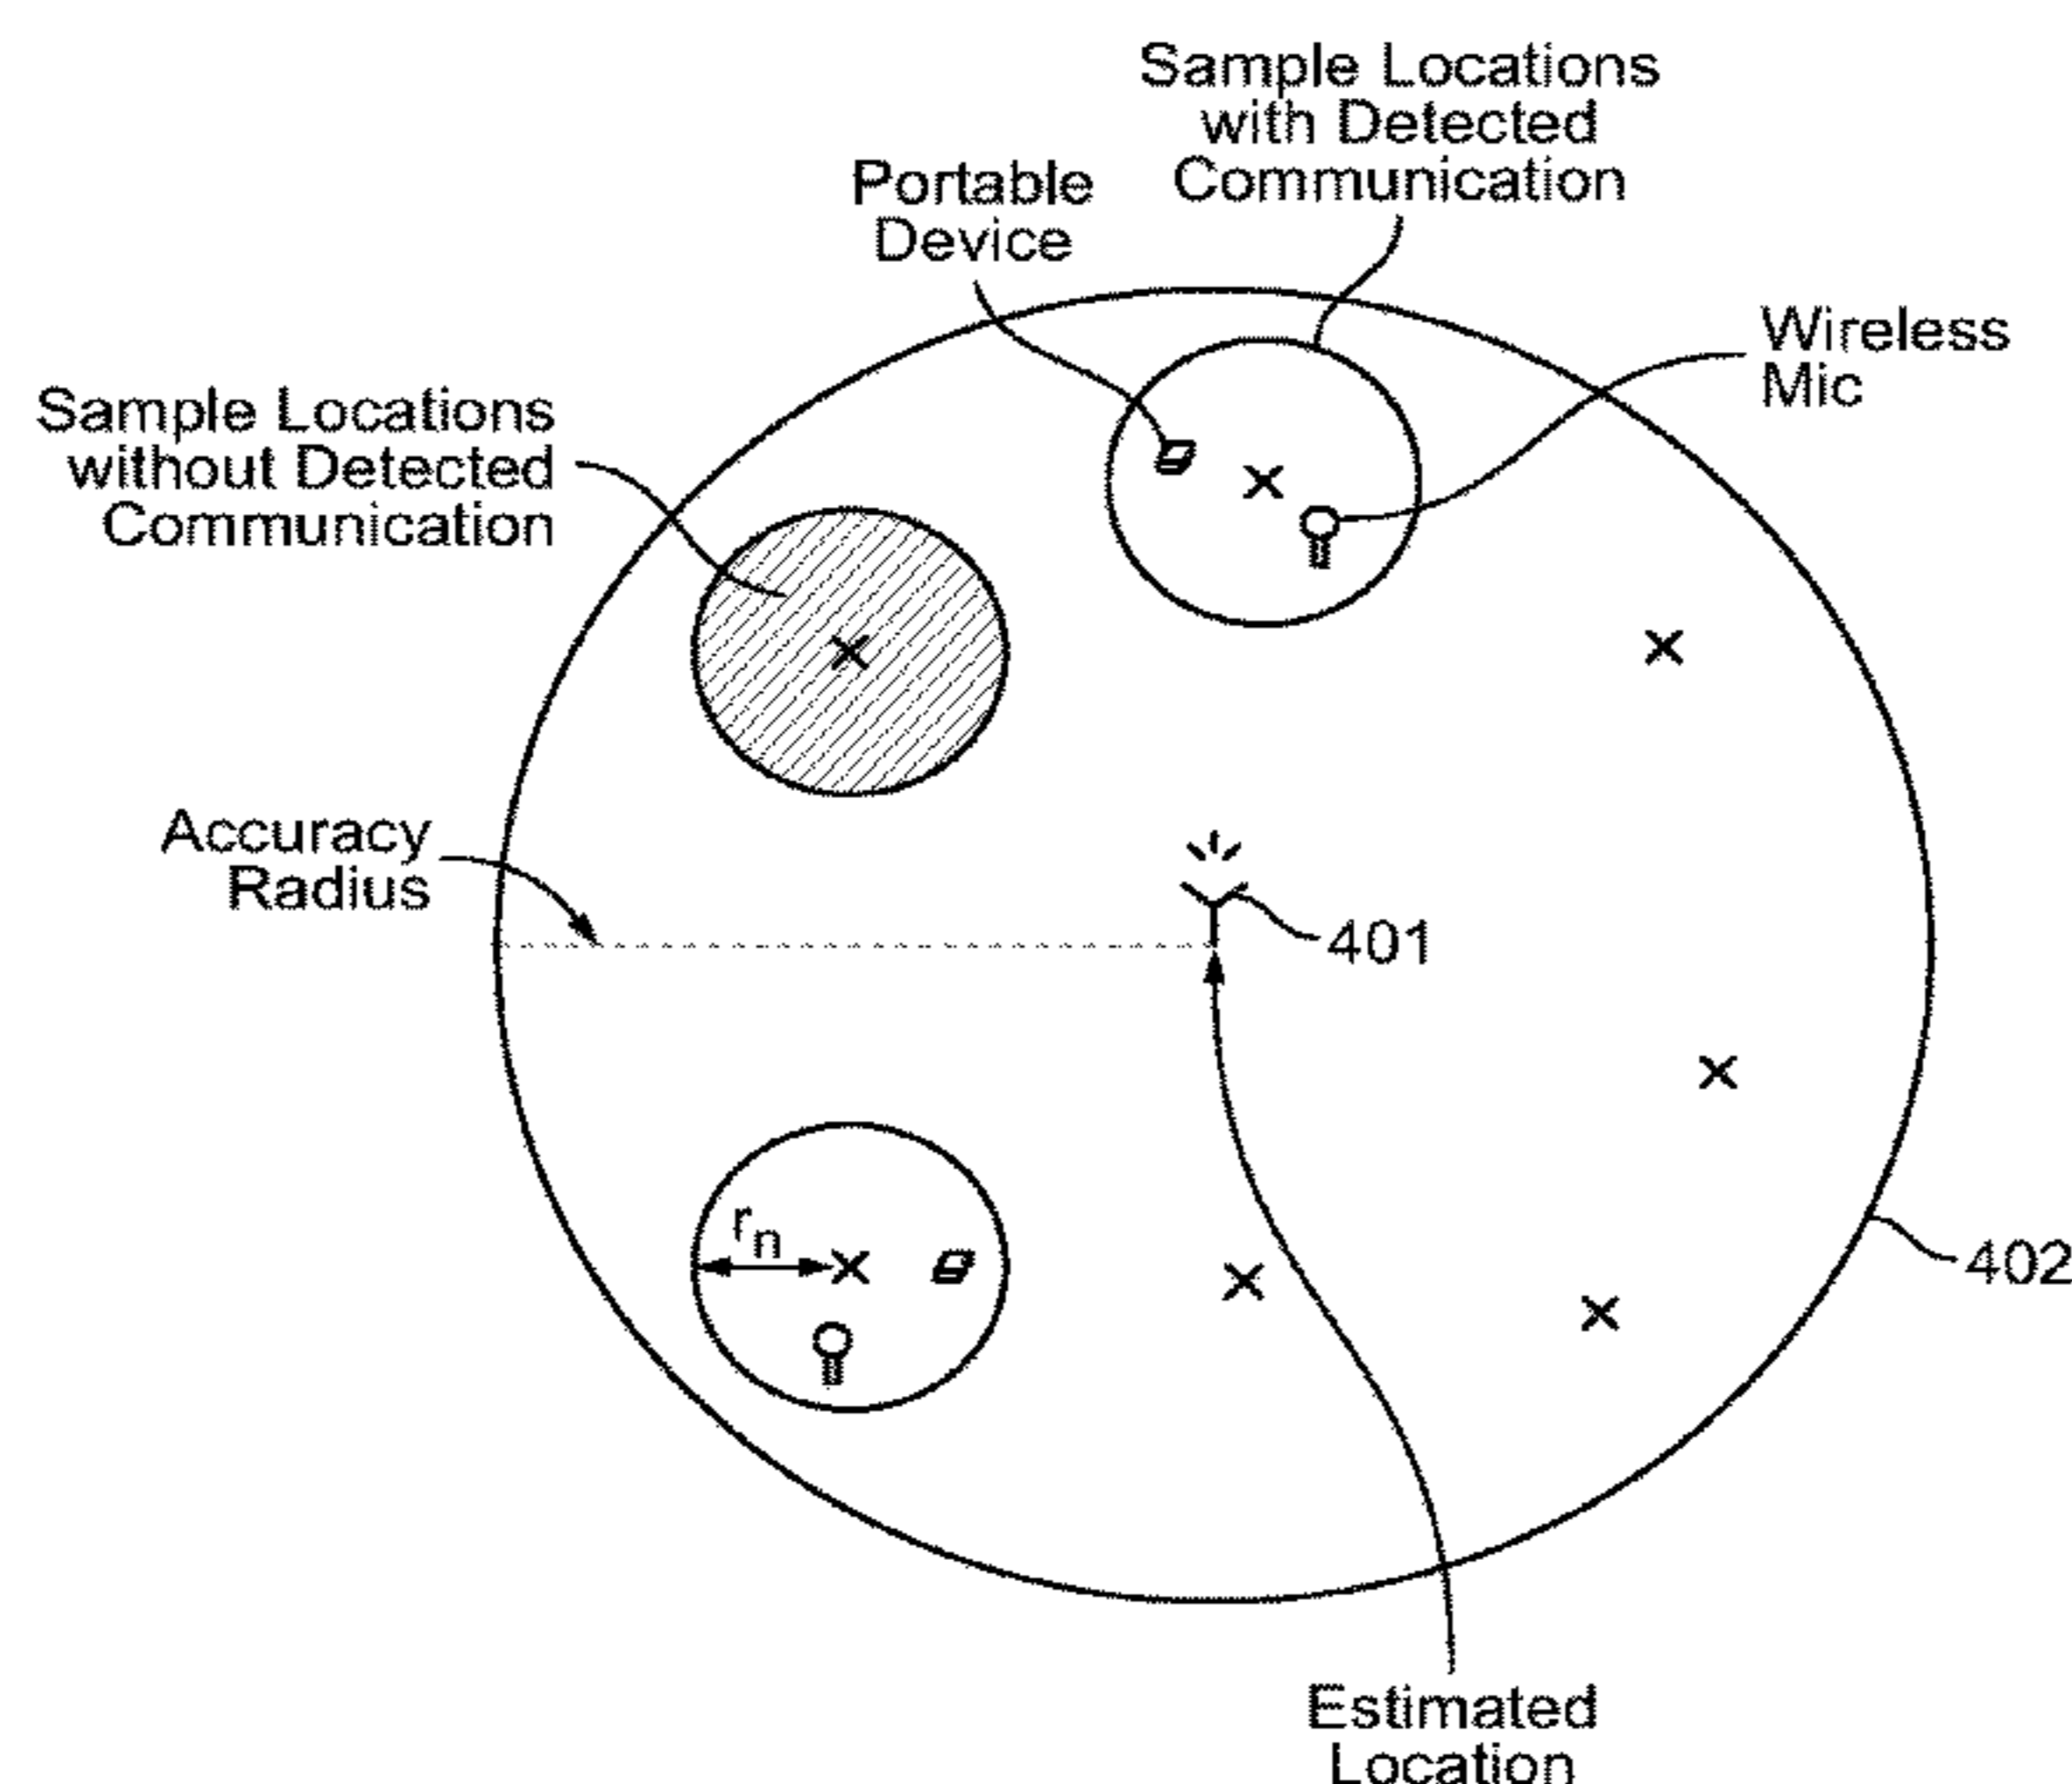 Sample Locations
with Detected
Communication
Portable
Device
Wireless
Mic
Sample Locations
without Detected
Communication
Accuracy
Radius
401
rn
402
Estimated
Location